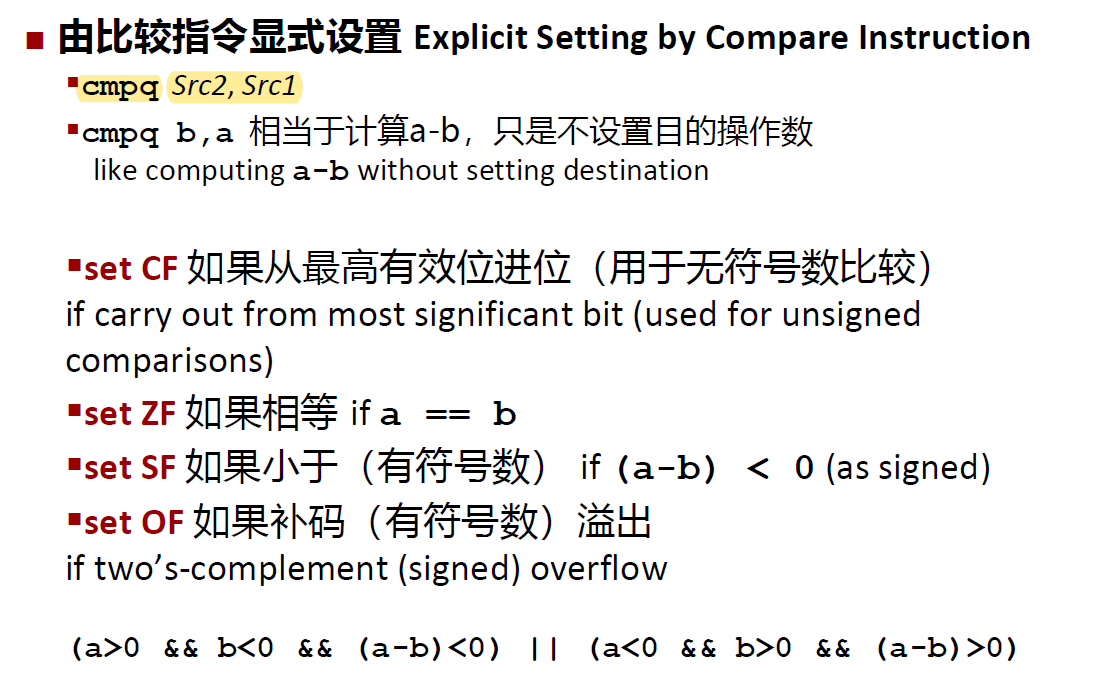 由比较指令显式设置 Explicit Setting by Compare Instruction
cmpq Src2, Src1
cmpq b,a 相当于计算a-b，只是不设置目的操作数
like computing a-b without setting destination
set CF 如果从最高有效位进位（用于无符号数比较）
if carry out from most significant bit (used for unsigned
comparisons)
set ZF 如果相等 if a == b
set SF 如果小于（有符号数） if (a-b) < 0 (as signed)
set OF 如果补码（有符号数）溢出
if two’s-complement (signed) overflow
(a>0 && b<0 && (a-b)<0) || (a<0 && b>0 && (a-b)>0)